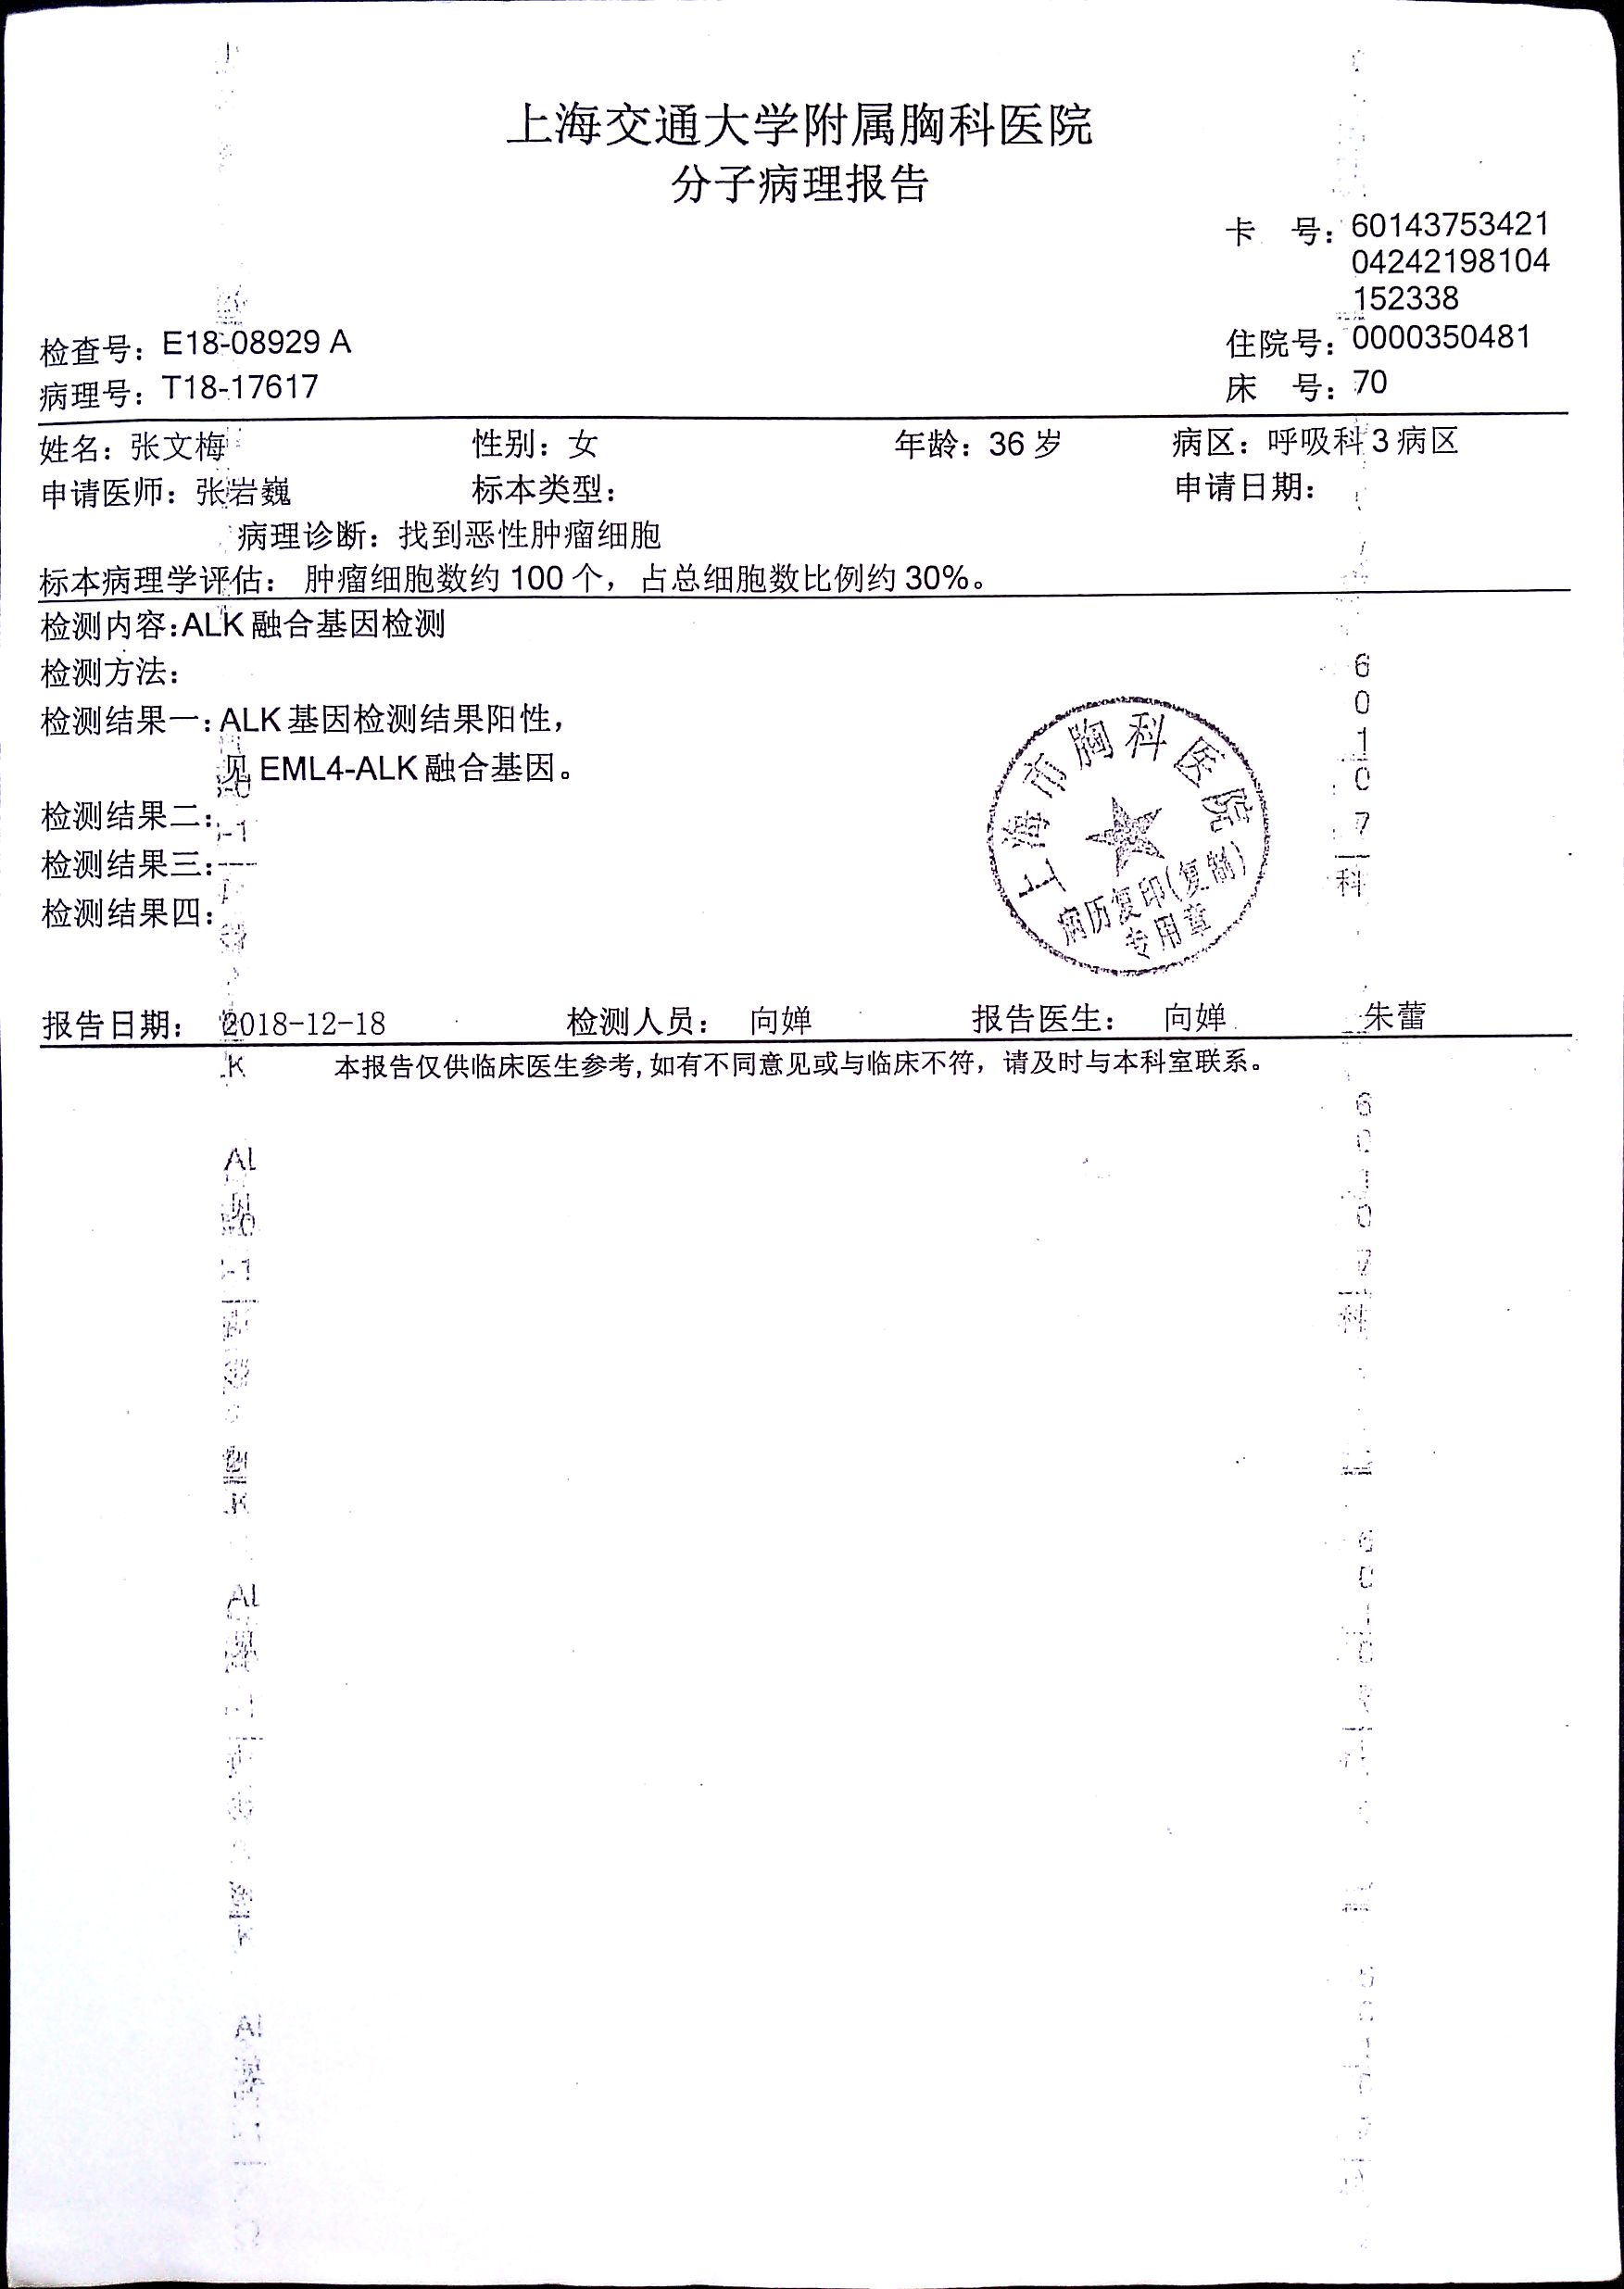 上海交通大学附属胸科医院
分子病理报告
卡 号：60143753421
04242198104
152338
检查号：E18-08929 A
住院号：0000350481
病理号：T18-17617
床 号：70
姓名：张文梅 性别：女 年龄：36 岁 病区：呼吸科 3 病区
申请医师：张岩巍 标本类型： 申请日期：
病理诊断：找到恶性肿瘤细胞
标本病理学评估： 肿瘤细胞数约 100 个，占总细胞数比例约 30%。
检测内容:ALK 融合基因检测
检测方法：
检测结果一：ALK 基因检测结果阳性，
见 EML4-ALK 融合基因。
检测结果二：
检测结果三：
检测结果四：
上海市胸科医院
病历复印(复制)
专用章
报告日期： 2018-12-18 检测人员： 向婵 报告医生： 向婵 朱蕾
本报告仅供临床医生参考, 如有不同意见或与临床不符，请及时与本科室联系。